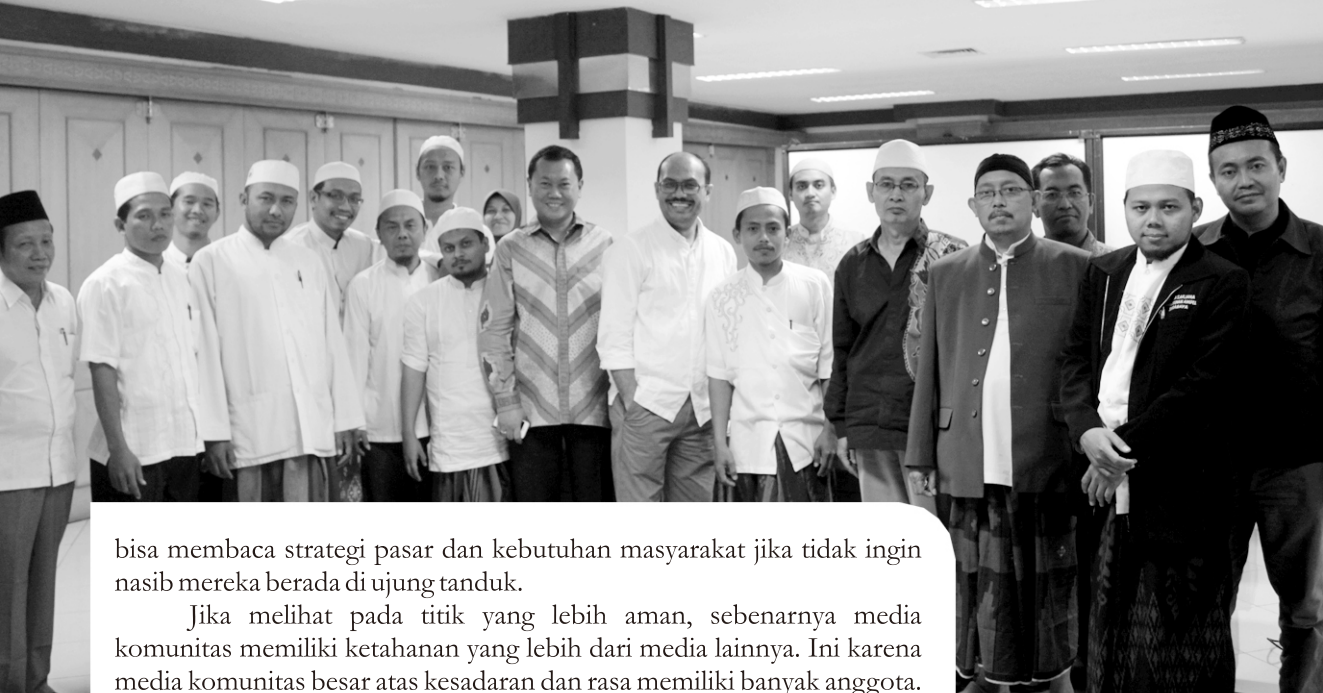 bisa membaca strategi pasar dan kebutuhan masyarakat jika tidak ingin
nasib mereka berada di ujung tanduk.
Jika melihat pada titik yang lebih aman, sebenarnya media
komunitas memiliki ketahanan yang lebih dari media lainnya. Ini karena
media komunitas besar atas kesadaran dan rasa memiliki banyak anggota.